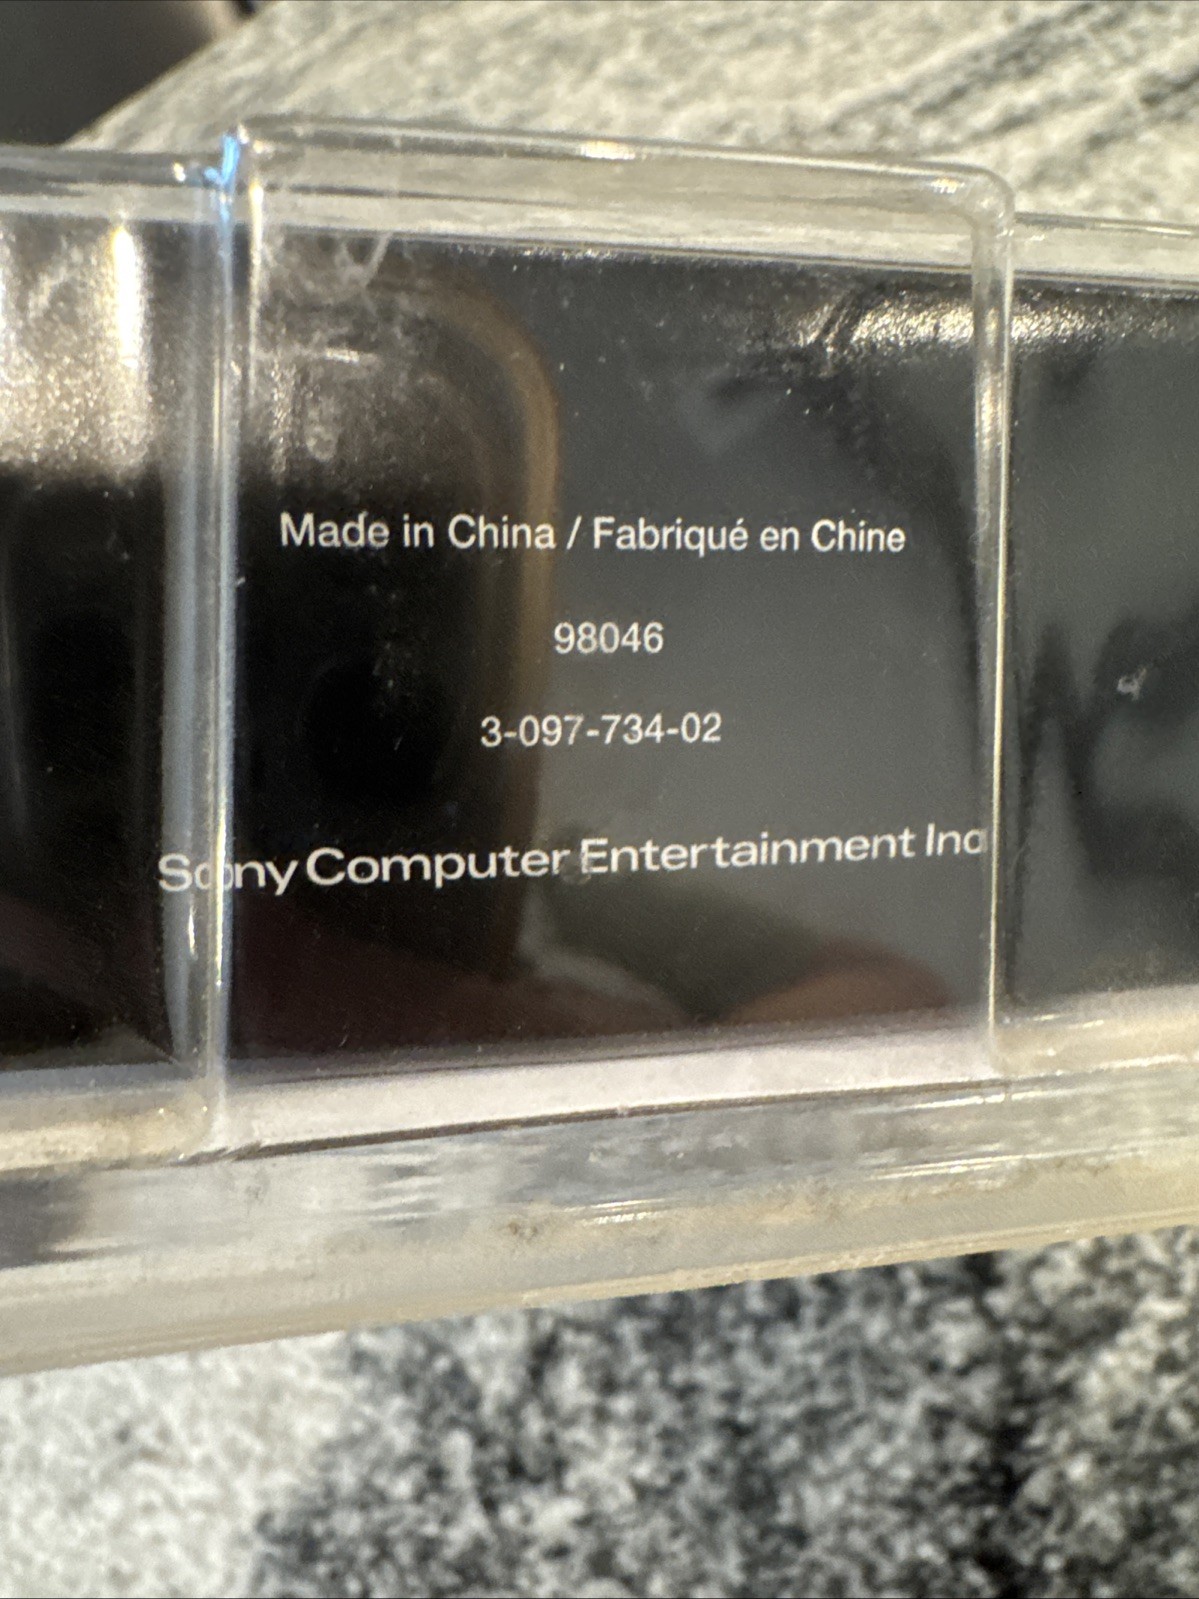 Made in China / Fabriqué en Chine
98046
3-097-734-02
Sony Computer Entertainment Inc